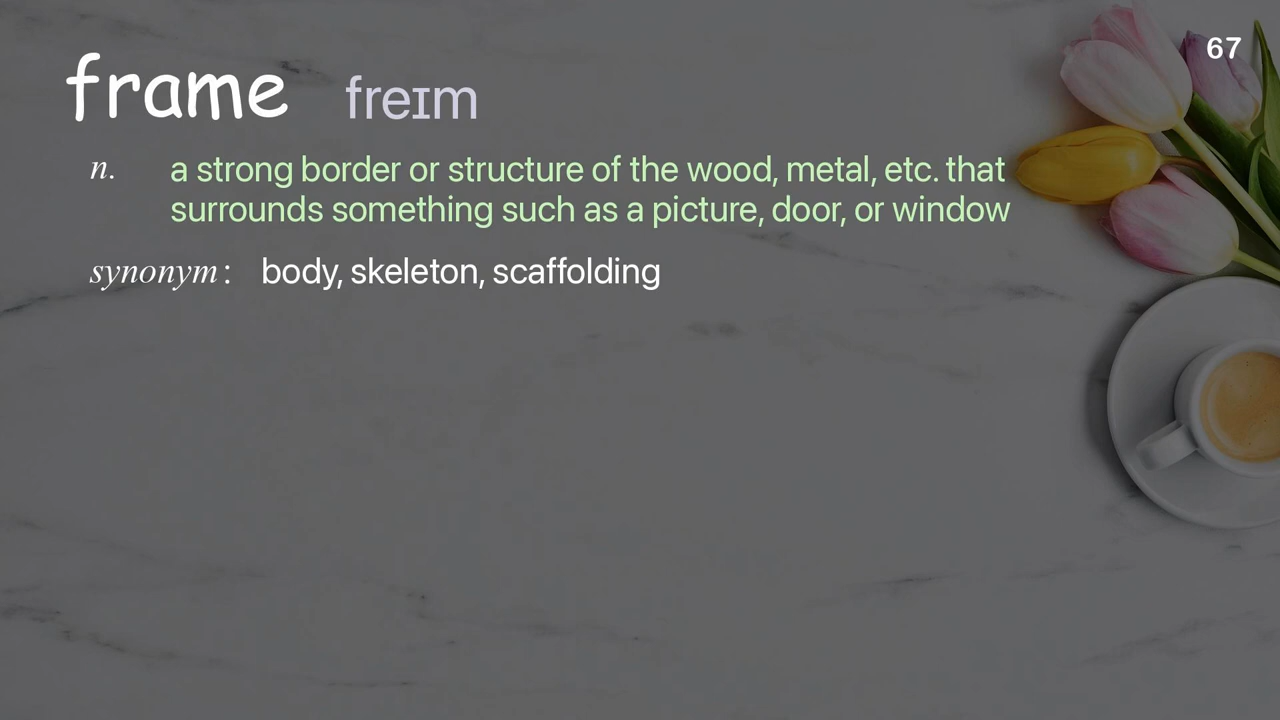 67
frame freɪm
n. a strong border or structure of the wood, metal, etc. that
surrounds something such as a picture, door, or window
synonym: body, skeleton, scaffolding